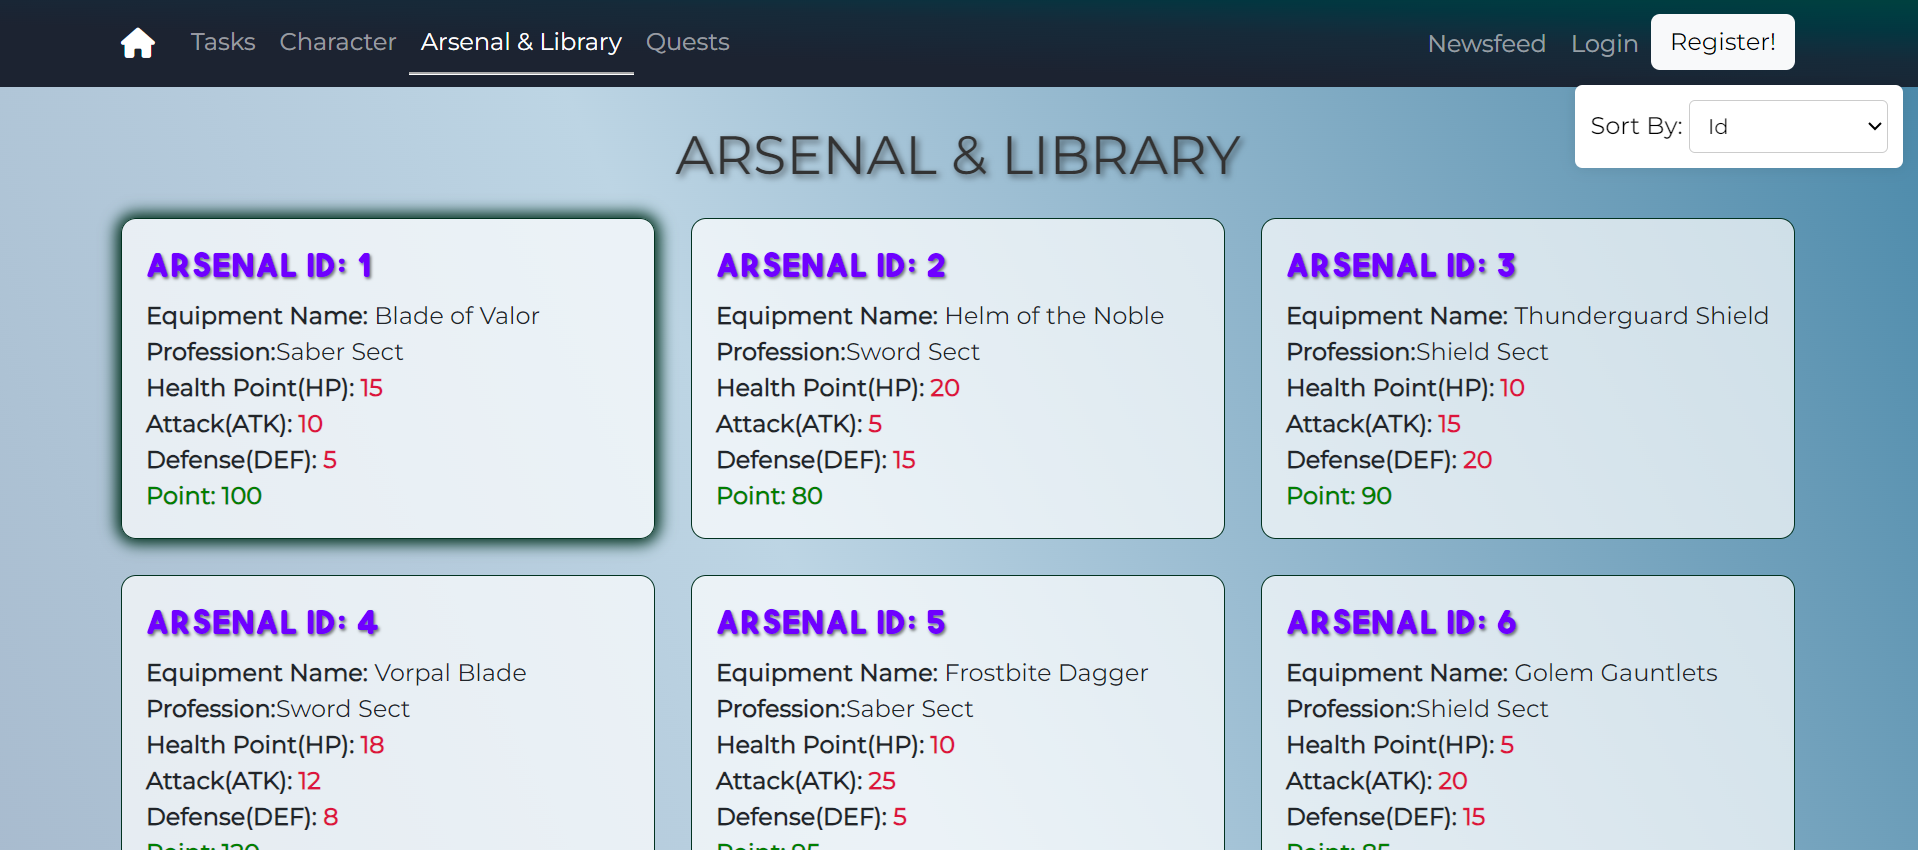 Tasks Character Arsenal & Library Quests Newsfeed Login Register!
Sort By: Id
ARSENAL & LIBRARY
ARSENAL ID: 1
Equipment Name: Blade of Valor
Profession:Saber Sect
Health Point(HP): 15
Attack(ATK): 10
Defense(DEF): 5
Point: 100
ARSENAL ID: 2
Equipment Name: Helm of the Noble
Profession:Sword Sect
Health Point(HP): 20
Attack(ATK): 5
Defense(DEF): 15
Point: 80
ARSENAL ID: 3
Equipment Name: Thunderguard Shield
Profession:Shield Sect
Health Point(HP): 10
Attack(ATK): 15
Defense(DEF): 20
Point: 90
ARSENAL ID: 4
Equipment Name: Vorpal Blade
Profession:Sword Sect
Health Point(HP): 18
Attack(ATK): 12
Defense(DEF): 8
Point: 120
ARSENAL ID: 5
Equipment Name: Frostbite Dagger
Profession:Saber Sect
Health Point(HP): 10
Attack(ATK): 25
Defense(DEF): 5
Point: 95
ARSENAL ID: 6
Equipment Name: Golem Gauntlets
Profession:Shield Sect
Health Point(HP): 5
Attack(ATK): 20
Defense(DEF): 15
Point: 85